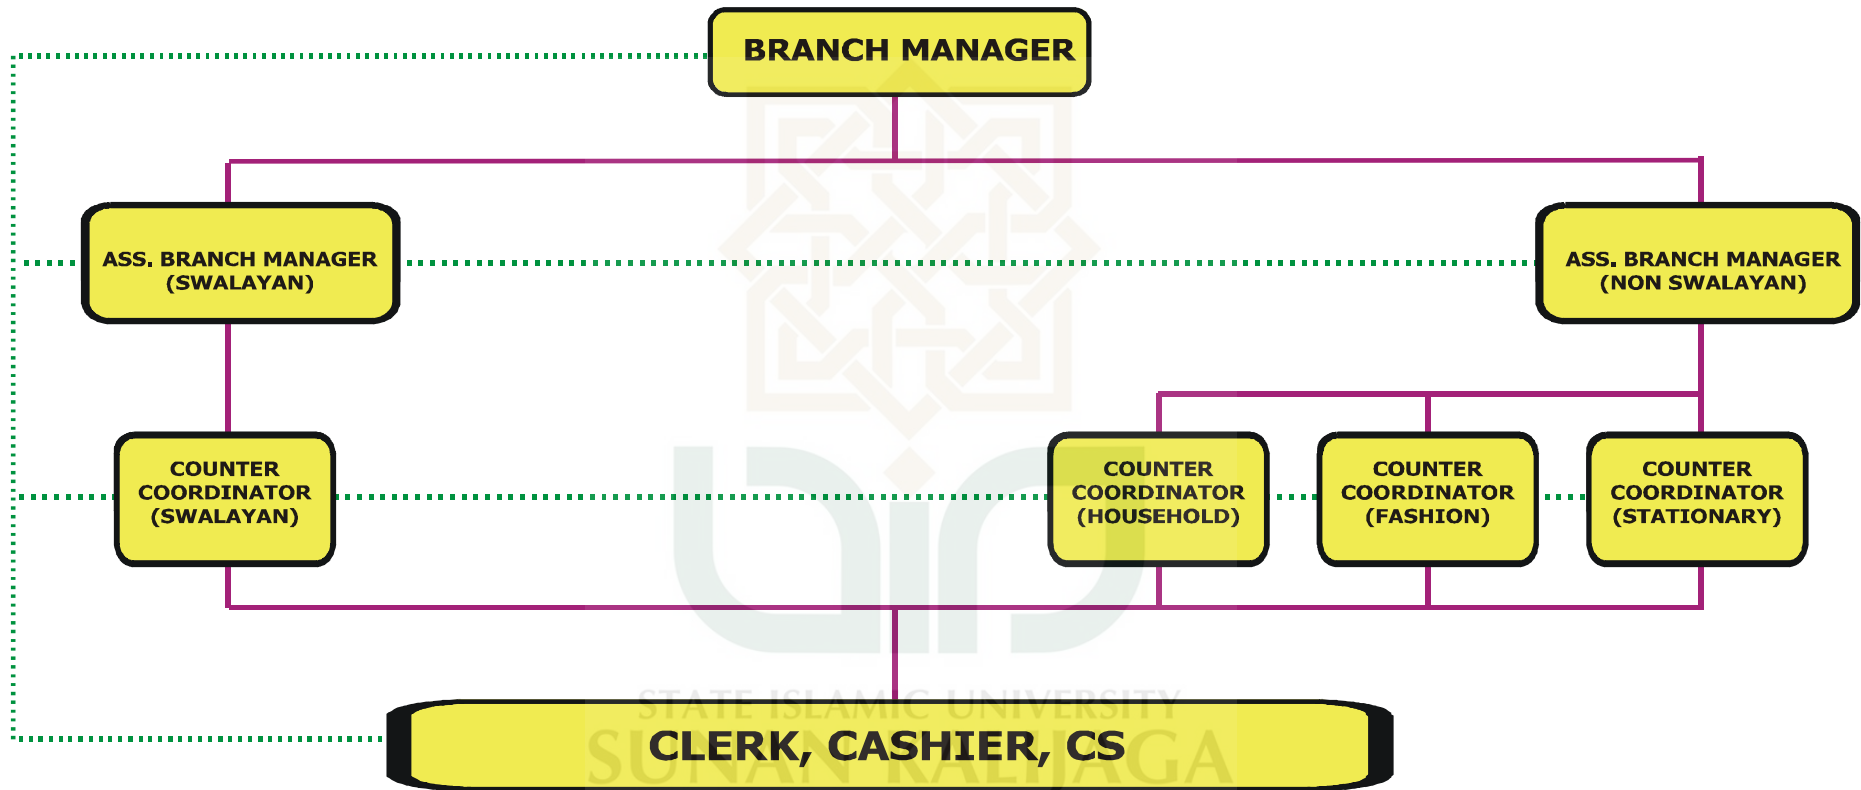 BRANCH MANAGER
ASS. BRANCH MANAGER
(SWALAYAN)
ASS. BRANCH MANAGER
(NON SWALAYAN)
COUNTER
COORDINATOR
(SWALAYAN)
COUNTER
COORDINATOR
(HOUSEHOLD)
COUNTER
COORDINATOR
(FASHION)
COUNTER
COORDINATOR
(STATIONARY)
STATE ISLAMIC UNIVERSITY
CLERK, CASHIER, CS
SUNAN KALIJAGA